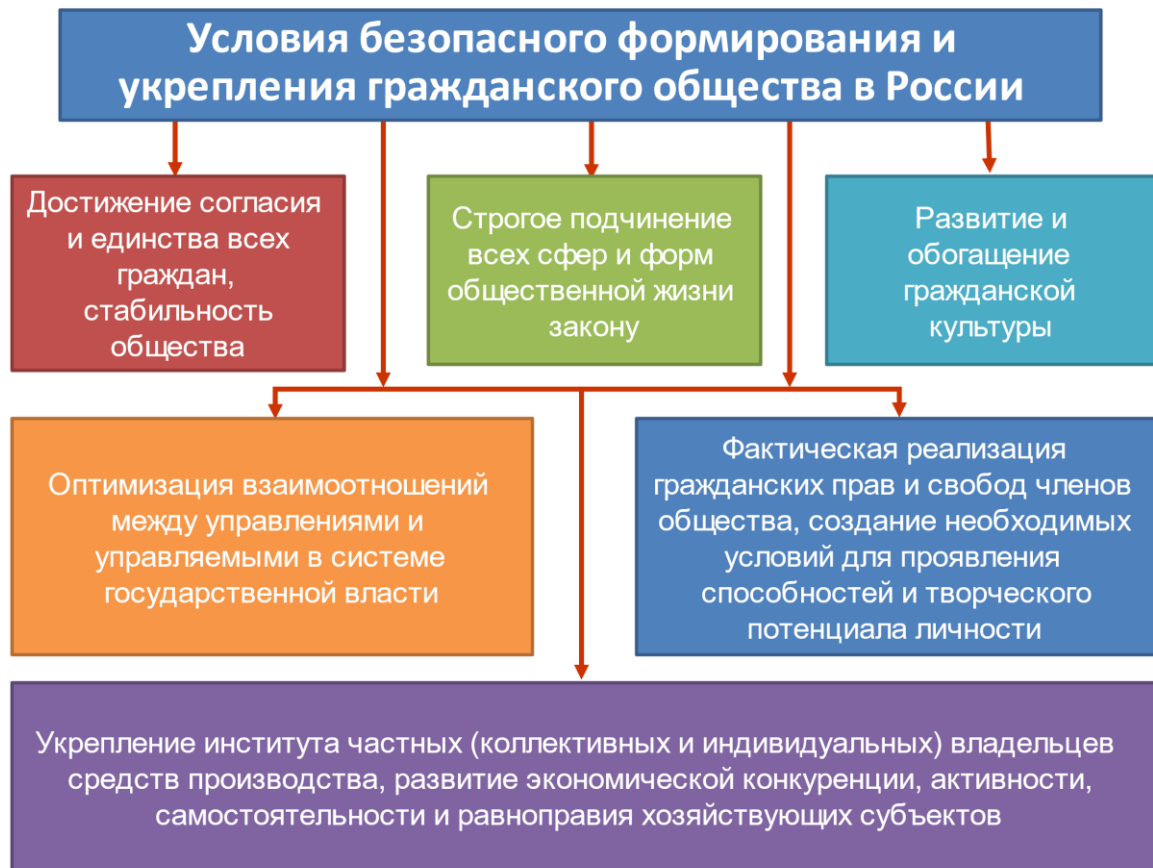 Условия безопасного формирования и
укрепления гражданского общества в России
Достижение согласия
и единства всех
граждан,
стабильность
общества
Строгое подчинение
всех сфер и форм
общественной жизни
закону
Развитие и
обогащение
гражданской
культуры
Оптимизация взаимоотношений
между управлениями и
управляемыми в системе
государственной власти
Фактическая реализация
гражданских прав и свобод членов
общества, создание необходимых
условий для проявления
способностей и творческого
потенциала личности
Укрепление института частных (коллективных и индивидуальных) владельцев
средств производства, развитие экономической конкуренции, активности,
самостоятельности и равноправия хозяйствующих субъектов